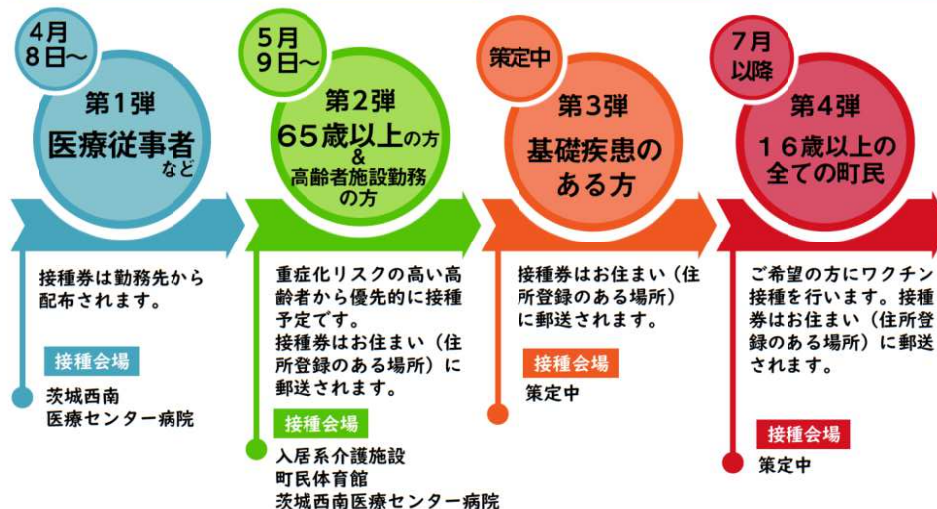 4月
8日～
第1弾
医療従事者
など
接種券は勤務先から
配布されます。
接種会場
茨城西南
医療センター病院
5月
9日～
第2弾
65歳以上の方
&
高齢者施設勤務
の方
重症化リスクの高い高
齢者から優先的に接種
予定です。
接種券はお住まい（住
所登録のある場所）に
郵送されます。
接種会場
入居系介護施設
町民体育館
茨城西南医療センター病院
策定中
第3弾
基礎疾患の
ある方
接種券はお住まい（住
所登録のある場所）
に郵送されます。
接種会場
策定中
7月
以降
第4弾
16歳以上の
全ての町民
ご希望の方にワクチン
接種を行います。接種
券はお住まい（住所登
録のある場所）に郵送
されます。
接種会場
策定中